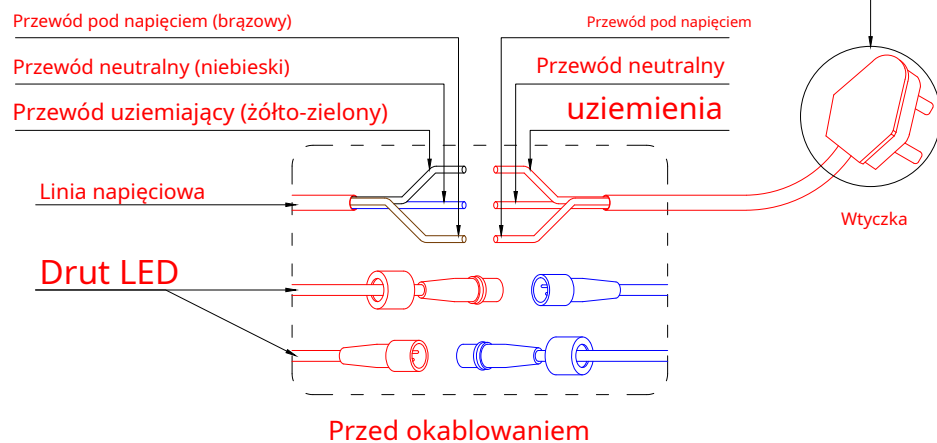 Przewód pod napięciem (brązowy)
Przewód pod napięciem
Przewód neutralny (niebieski)
Przewód neutralny
Przewód uziemiający (żółto-zielony)
uziemienia
Linia napięciowa
Wtyczka
Drut LED
Przed okablowaniem